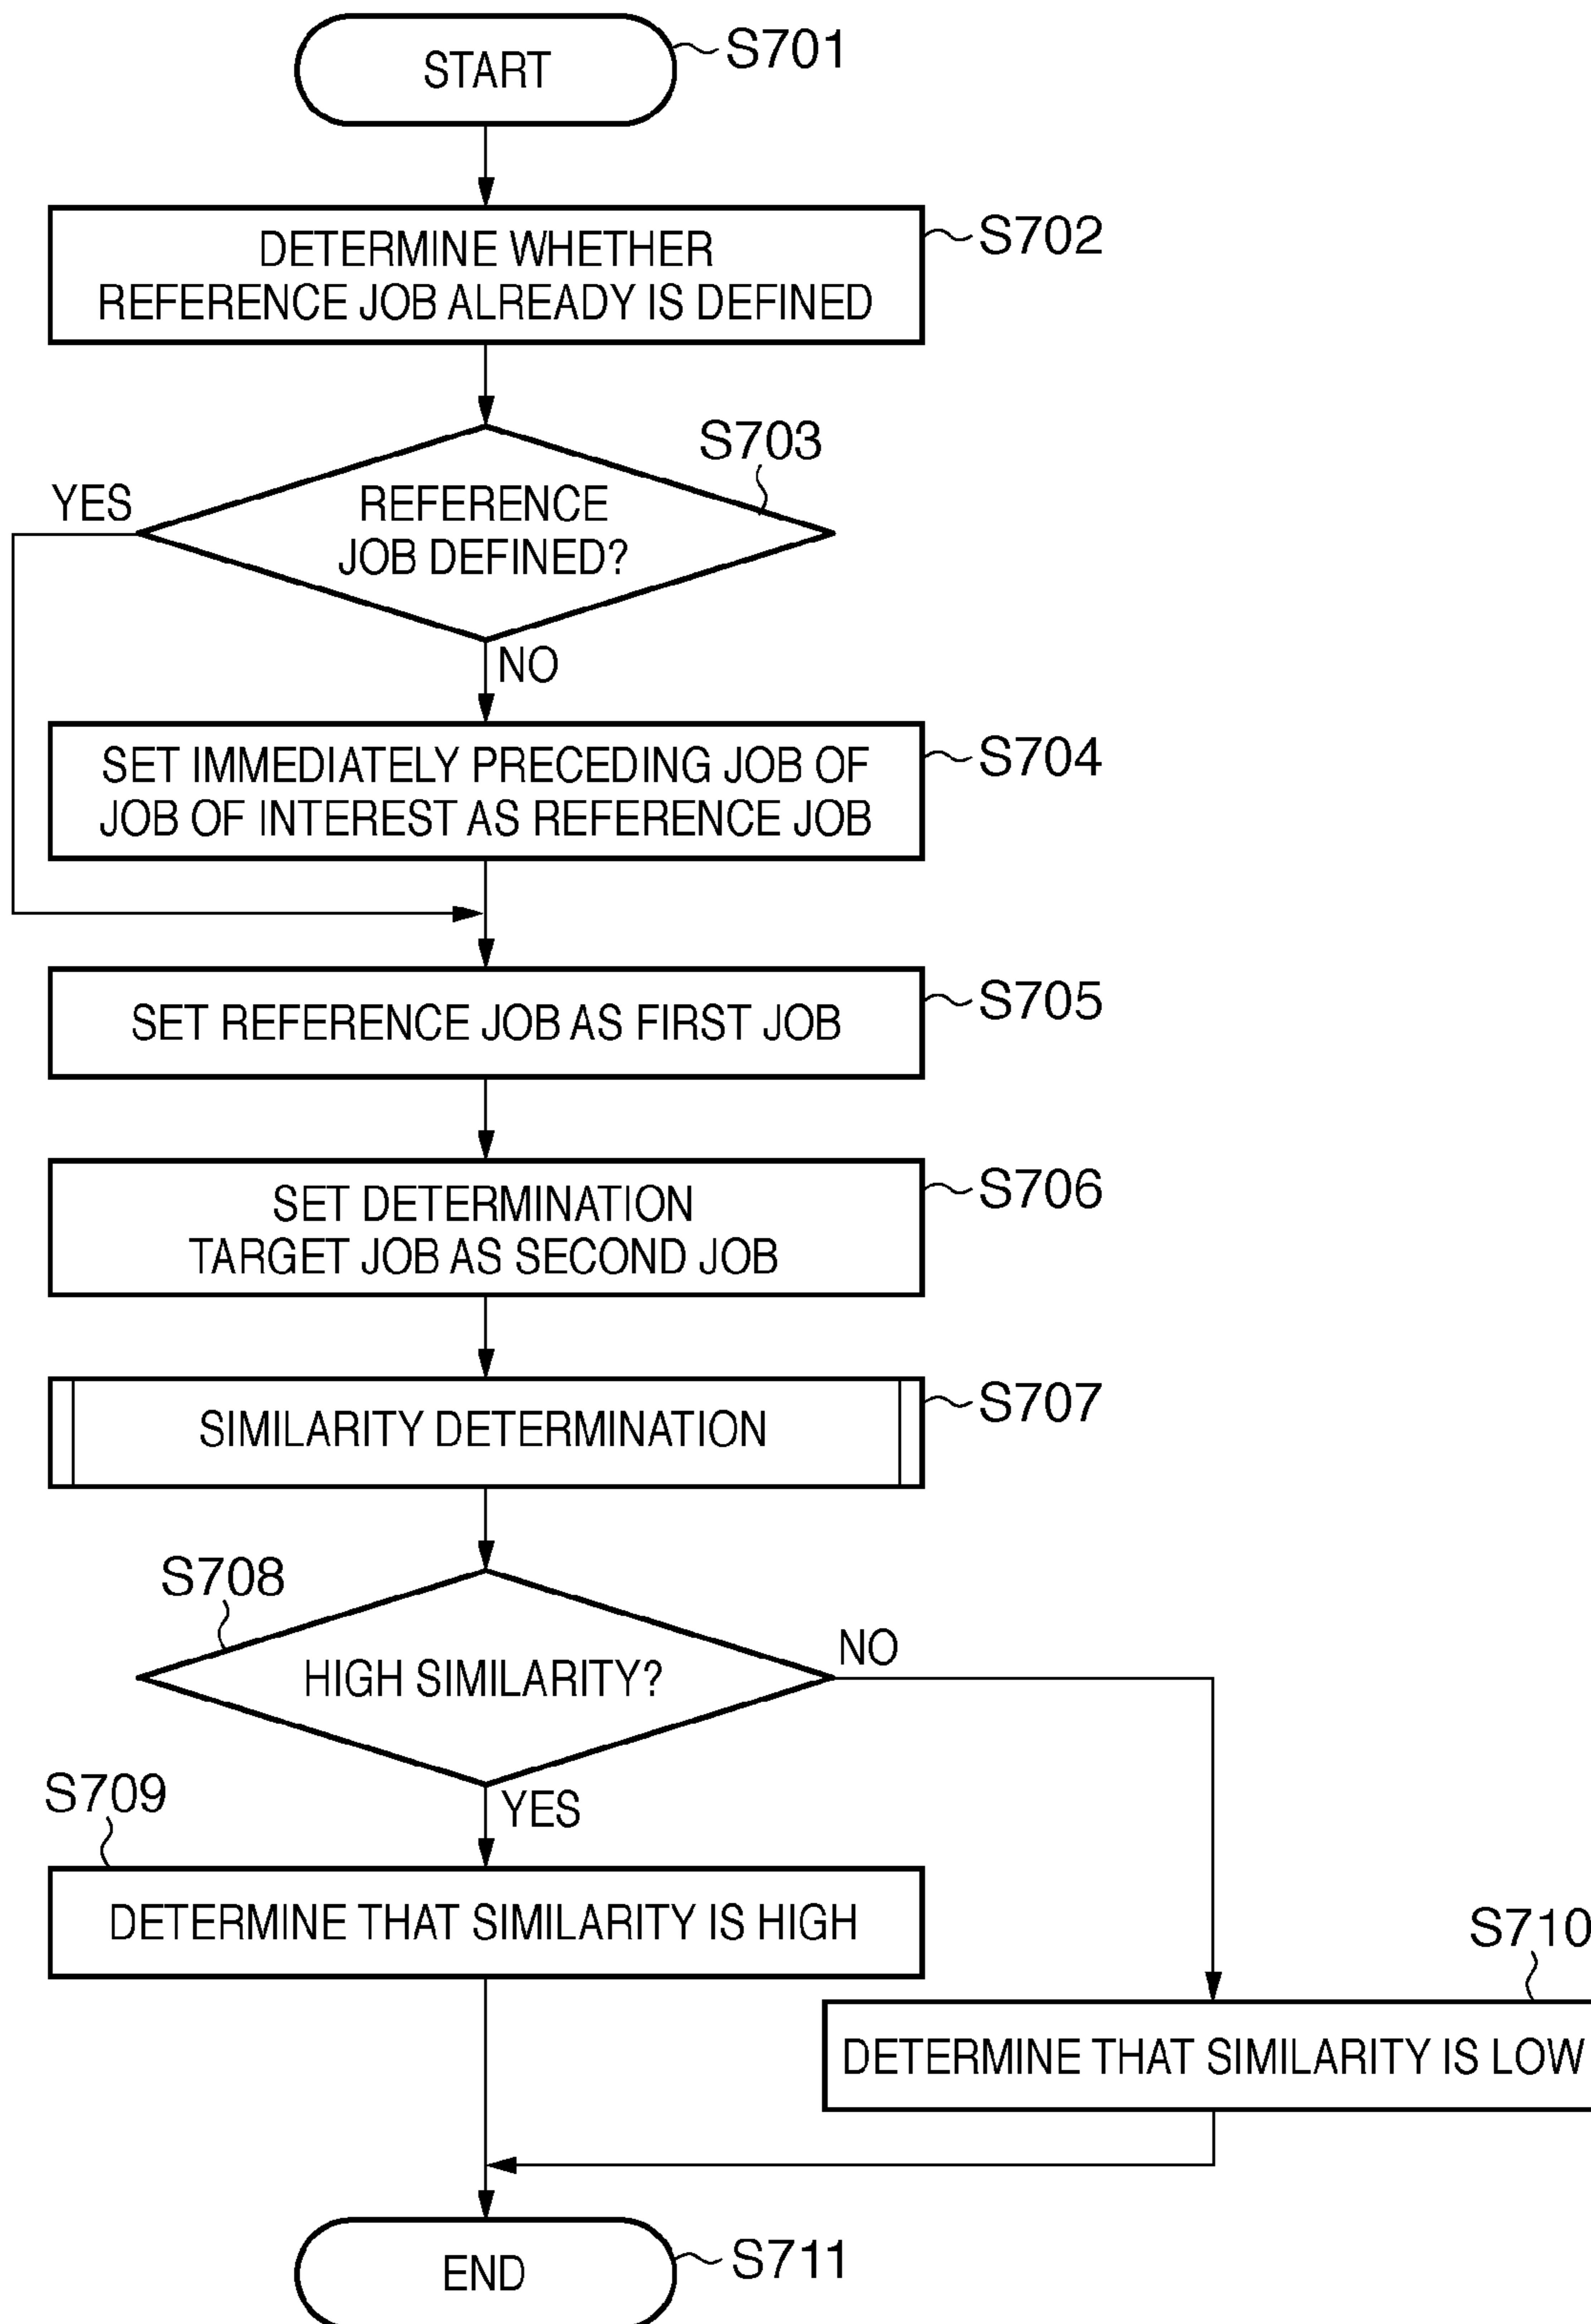 START
S701
DETERMINE WHETHER
REFERENCE JOB ALREADY IS DEFINED
S702
S703
YES
REFERENCE
JOB DEFINED?
NO
SET IMMEDIATELY PRECEDING JOB OF
JOB OF INTEREST AS REFERENCE JOB
S704
SET REFERENCE JOB AS FIRST JOB
S705
SET DETERMINATION
TARGET JOB AS SECOND JOB
S706
SIMILARITY DETERMINATION
S707
S708
HIGH SIMILARITY?
NO
YES
S709
DETERMINE THAT SIMILARITY IS HIGH
S710
DETERMINE THAT SIMILARITY IS LOW
END
S711